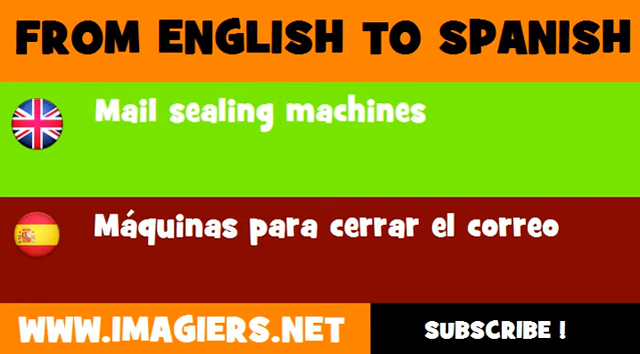 FROM ENGLISH TO SPANISH
Mail sealing machines
Máquinas para cerrar el correo
WWW.IMAGIERS.NET
SUBSCRIBE !